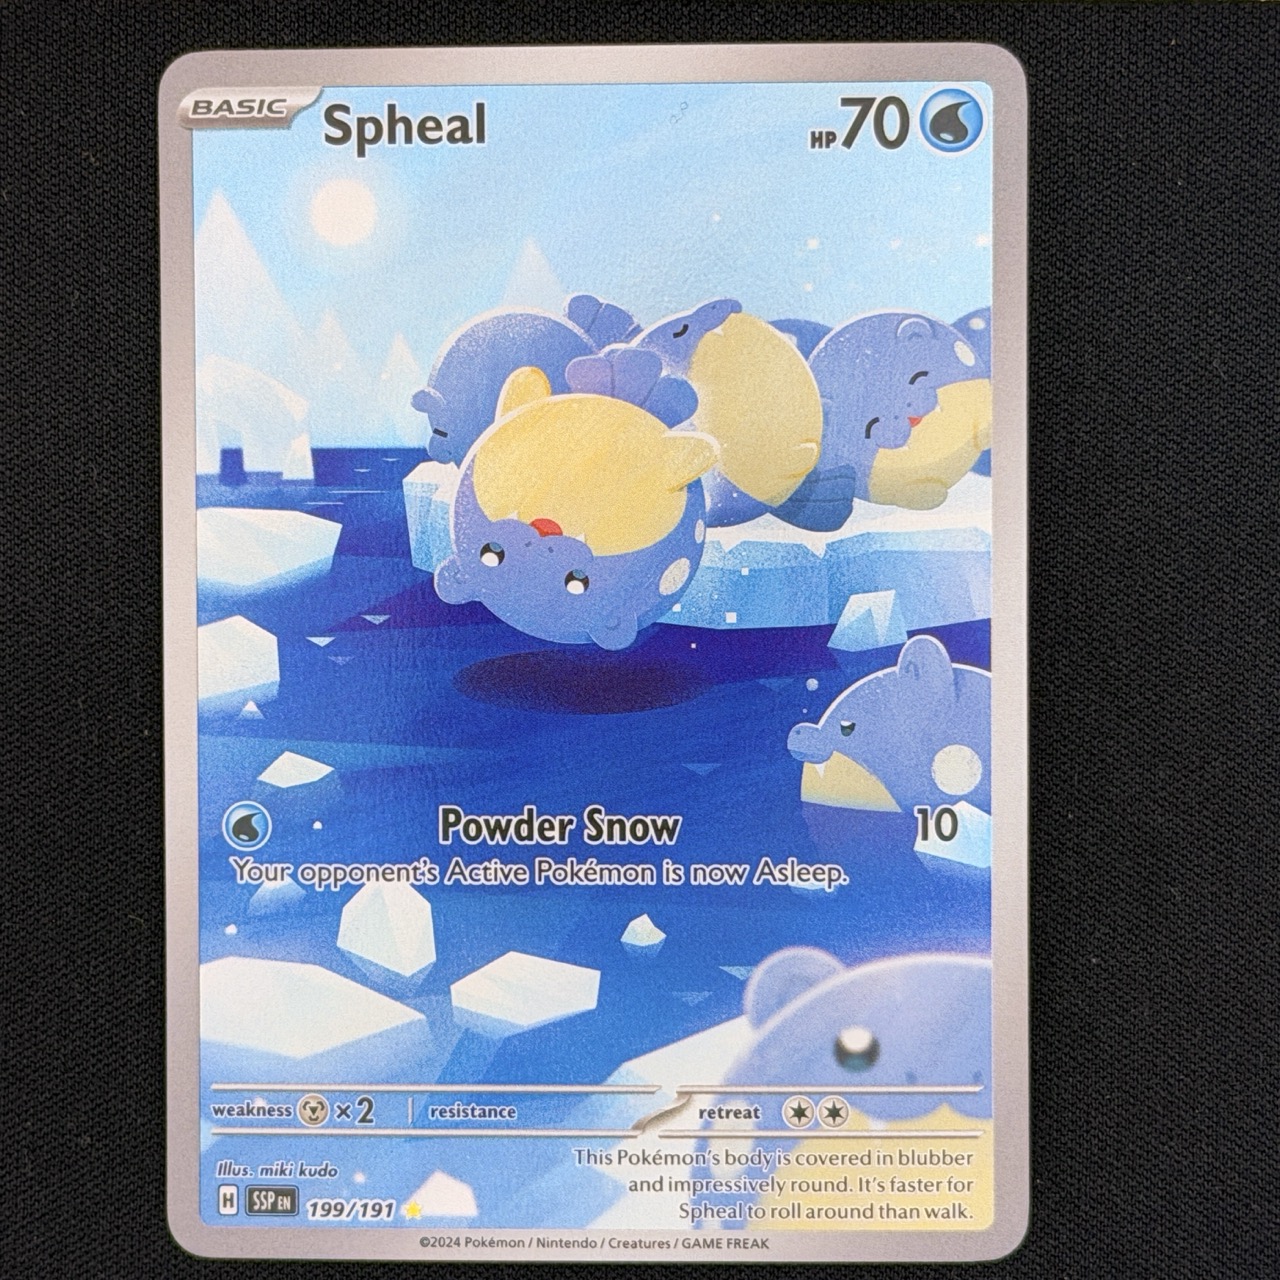 BASIC Spheal HP 70
Powder Snow 10
Your opponent's Active Pokémon is now Asleep.
weakness ×2 resistance retreat
Illus. miki kudo
This Pokémon's body is covered in blubber
and impressively round. It's faster for
Spheal to roll around than walk.
H SSP EN 199/191
©2024 Pokémon / Nintendo / Creatures / GAME FREAK